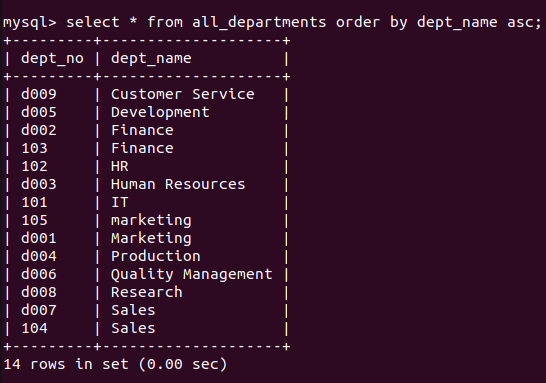 mysql> select * from all_departments order by dept_name asc;
+---------+--------------------+
| dept_no | dept_name          |
+---------+--------------------+
| d009    | Customer Service   |
| d005    | Development        |
| d002    | Finance            |
| 103     | Finance            |
| 102     | HR                 |
| d003    | Human Resources    |
| 101     | IT                 |
| 105     | marketing          |
| d001    | Marketing          |
| d004    | Production         |
| d006    | Quality Management |
| d008    | Research           |
| d007    | Sales              |
| 104     | Sales              |
+---------+--------------------+
14 rows in set (0.00 sec)